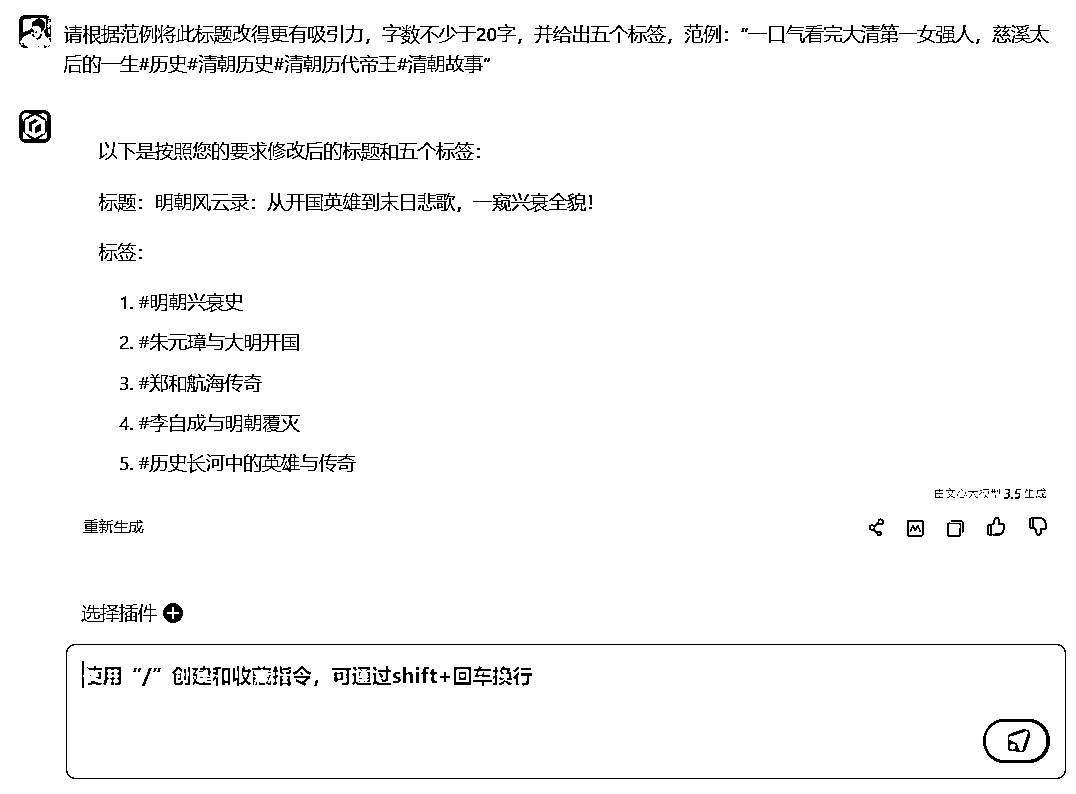 请根据范例将此标题改得更有吸引力，字数不少于20字，并给出五个标签，范例：”一口气看完大清第一女强人，慈溪太
后的一生#历史#清朝历史#清朝历代帝王#清朝故事”
以下是按照您的要求修改后的标题和五个标签：
标题：明朝风云录：从开国英雄到末日悲歌，一窥兴衰全貌！
标签：
1. #明朝兴衰史
2. #朱元璋与大明开国
3. #郑和航海传奇
4. #李自成与明朝覆灭
5. #历史长河中的英雄与传奇
由文心大模型 3.5 生成
重新生成
选择插件
使用“/”创建和收藏指令，可通过shift+回车换行